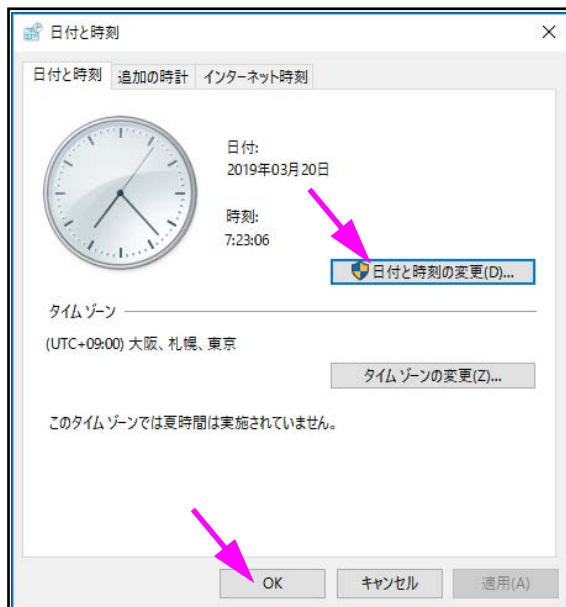 日付と時刻
日付と時刻 追加の時計 インターネット時刻
日付:
2019年03月20日
時刻:
7:23:06
日付と時刻の変更(D)...
タイム ゾーン
(UTC+09:00) 大阪、札幌、東京
タイム ゾーンの変更(Z)...
このタイム ゾーンでは夏時間は実施されていません。
OK キャンセル 適用(A)